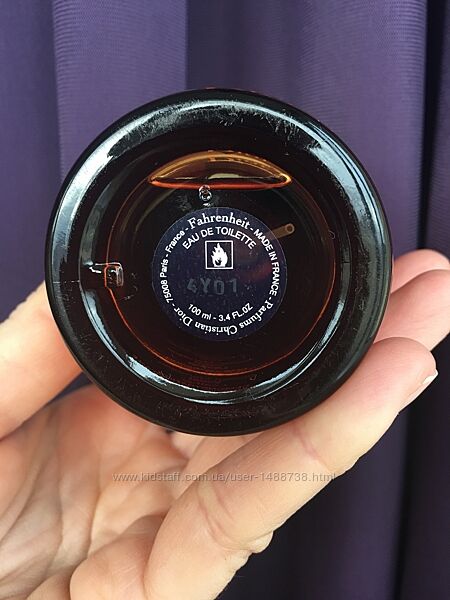 - Fahrenheit - MADE IN FRANCE - Parfums Christian Dior - 75008 Paris - France
EAU DE TOILETTE
4Y01
100 ml - 3,4 FL.OZ
www.kidstaff.com.ua/user-1488738.html